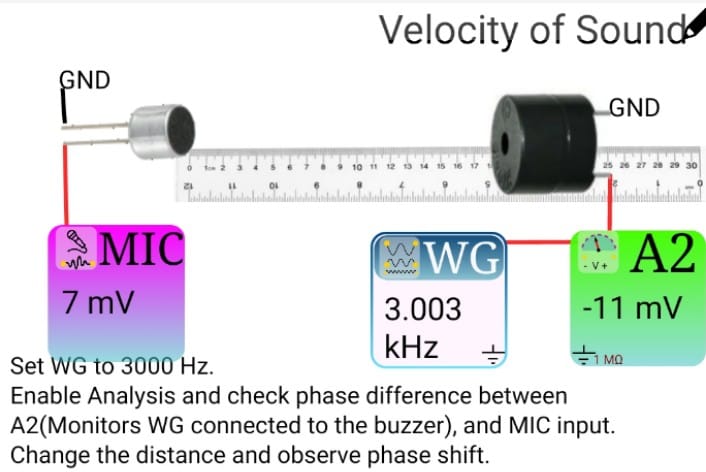 Velocity of Sound
GND
GND
0 1cm 2 3 4 5 6 7 8 9 10 11 12 13 14 15 16 17 25 26 27 28 29 30
MIC
7 mV
WG
3.003
kHz
- V +
A2
-11 mV
1 MΩ
Set WG to 3000 Hz.
Enable Analysis and check phase difference between
A2(Monitors WG connected to the buzzer), and MIC input.
Change the distance and observe phase shift.